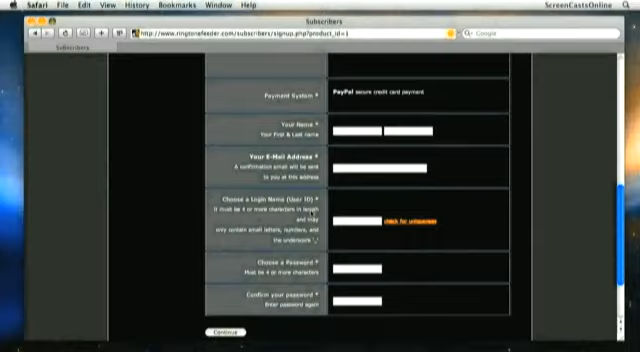 Safari File Edit View History Bookmarks Window Help ScreenCastsOnline
Subscribers
http://www.ringtonefeeder.com/subscribers/signup.php?product_id=1 Google
Subscribers
Payment System * PayPal secure credit card payment
Your Name *
Your First & Last name
Your E-Mail Address *
A confirmation email will be sent
to you at this address
Choose a Login Name (User ID) *
It must be 4 or more characters in length
and may
only contain small letters, numbers, and
the underscore '_'
check for uniqueness
Choose a Password *
Must be 4 or more characters
Confirm your password *
Enter password again
Continue